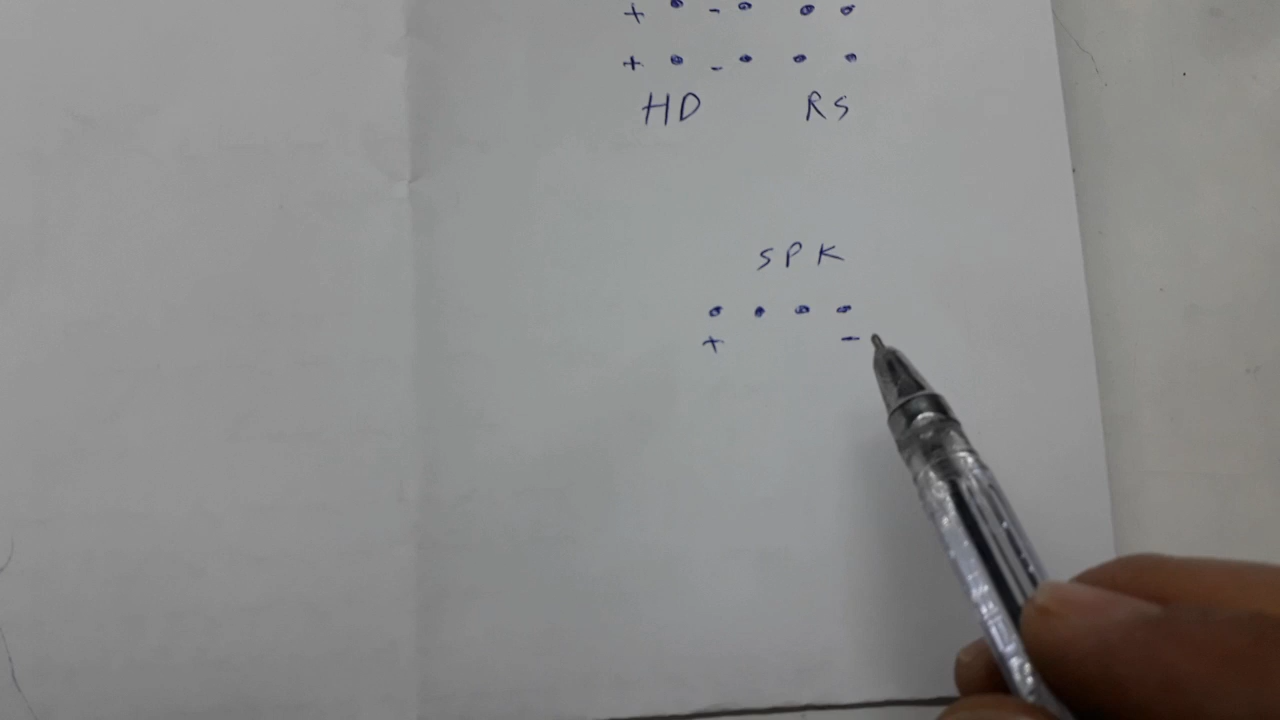 + -
+ -
HD RS
SPK
+ -